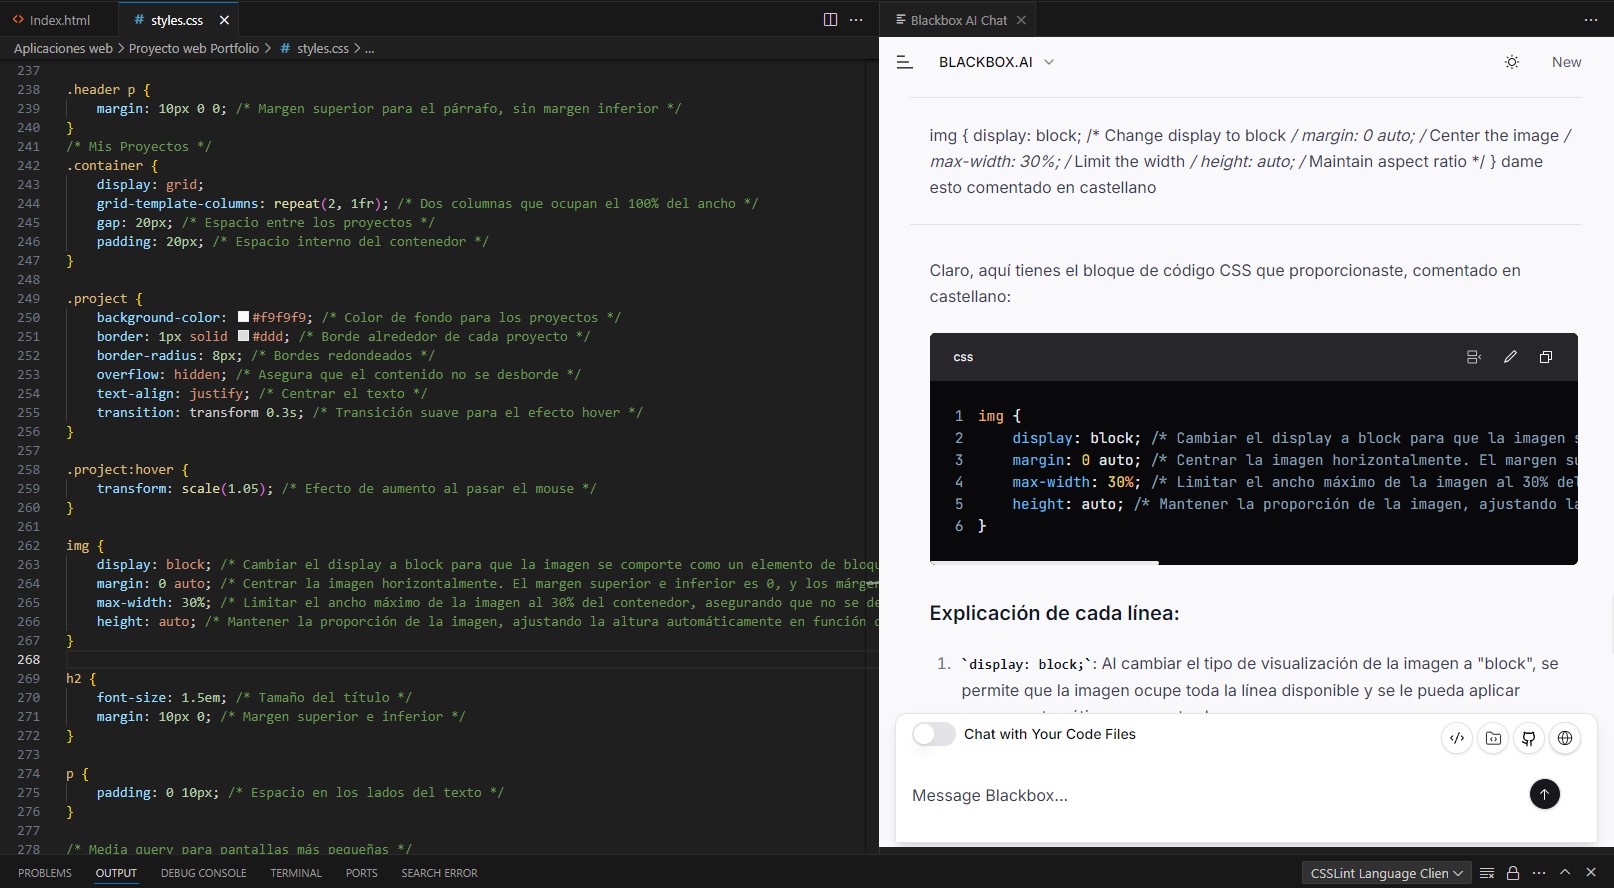 Index.html
# styles.css
Aplicaciones web > Proyecto web Portfolio > # styles.css > ...
237
238 .header p {
239 margin: 10px 0 0; /* Margen superior para el párrafo, sin margen inferior */
240 }
241 /* Mis Proyectos */
242 .container {
243 display: grid;
244 grid-template-columns: repeat(2, 1fr); /* Dos columnas que ocupan el 100% del ancho */
245 gap: 20px; /* Espacio entre los proyectos */
246 padding: 20px; /* Espacio interno del contenedor */
247 }
248
249 .project {
250 background-color: #f9f9f9; /* Color de fondo para los proyectos */
251 border: 1px solid #ddd; /* Borde alrededor de cada proyecto */
252 border-radius: 8px; /* Bordes redondeados */
253 overflow: hidden; /* Asegura que el contenido no se desborde */
254 text-align: justify; /* Centrar el texto */
255 transition: transform 0.3s; /* Transición suave para el efecto hover */
256 }
257
258 .project:hover {
259 transform: scale(1.05); /* Efecto de aumento al pasar el mouse */
260 }
261
262 img {
263 display: block; /* Cambiar el display a block para que la imagen se comporte como un elemento de bloqu
264 margin: 0 auto; /* Centrar la imagen horizontalmente. El margen superior e inferior es 0, y los márgen
265 max-width: 30%; /* Limitar el ancho máximo de la imagen al 30% del contenedor, asegurando que no se de
266 height: auto; /* Mantener la proporción de la imagen, ajustando la altura automáticamente en función
267 }
268
269 h2 {
270 font-size: 1.5em; /* Tamaño del título */
271 margin: 10px 0; /* Margen superior e inferior */
272 }
273
274 p {
275 padding: 0 10px; /* Espacio en los lados del texto */
276 }
277
278 /* Media query para pantallas más pequeñas */
Blackbox AI Chat
BLACKBOX.AI
New
img { display: block; /* Change display to block / margin: 0 auto; / Center the image /
max-width: 30%; / Limit the width / height: auto; / Maintain aspect ratio */ } dame
esto comentado en castellano
Claro, aquí tienes el bloque de código CSS que proporcionaste, comentado en
castellano:
css
1 img {
2 display: block; /* Cambiar el display a block para que la imagen s
3 margin: 0 auto; /* Centrar la imagen horizontalmente. El margen su
4 max-width: 30%; /* Limitar el ancho máximo de la imagen al 30% del
5 height: auto; /* Mantener la proporción de la imagen, ajustando la
6 }
Explicación de cada línea:
1. `display: block;`: Al cambiar el tipo de visualización de la imagen a "block", se
permite que la imagen ocupe toda la línea disponible y se le pueda aplicar
Chat with Your Code Files
Message Blackbox...
PROBLEMS OUTPUT DEBUG CONSOLE TERMINAL PORTS SEARCH ERROR
CSSLint Language Clien